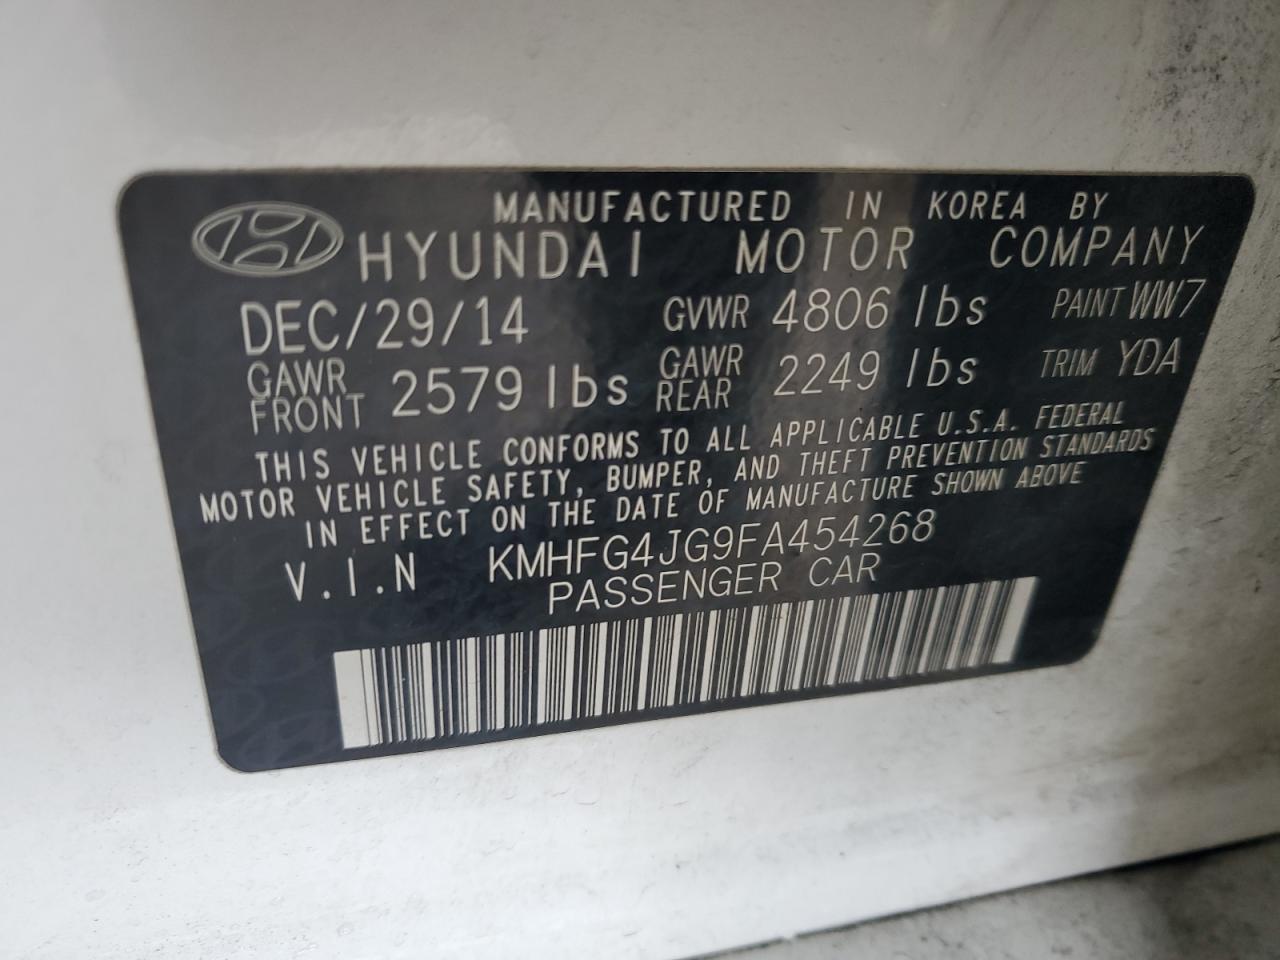 MANUFACTURED IN KOREA BY
HYUNDAI MOTOR COMPANY
DEC/29/14 GVWR 4806 lbs PAINT WW7
GAWR FRONT 2579 lbs GAWR REAR 2249 lbs TRIM YDA
THIS VEHICLE CONFORMS TO ALL APPLICABLE U.S.A. FEDERAL
MOTOR VEHICLE SAFETY, BUMPER, AND THEFT PREVENTION STANDARDS
IN EFFECT ON THE DATE OF MANUFACTURE SHOWN ABOVE
V.I.N KMHFG4JG9FA454268
PASSENGER CAR